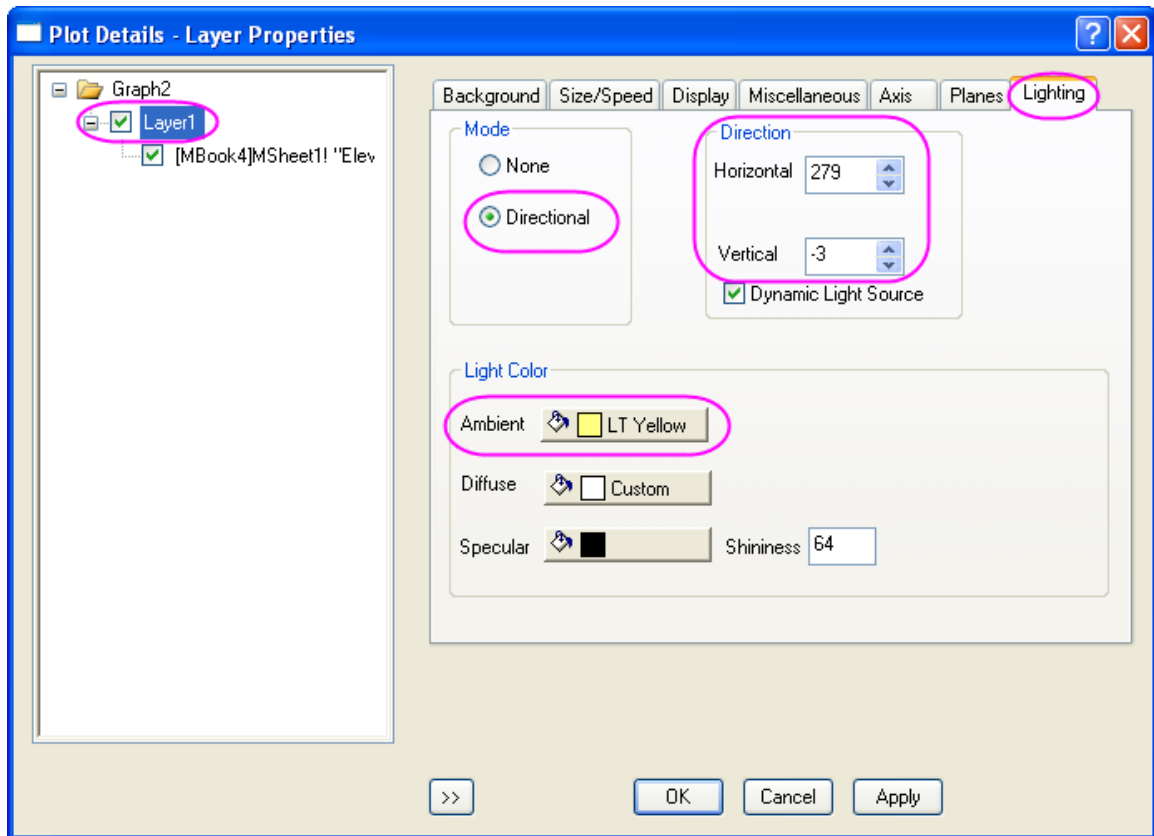 Plot Details - Layer Properties
Graph2
Layer1
[MBook4]MSheet1! "Elev
Background Size/Speed Display Miscellaneous Axis Planes Lighting
Mode
None
Directional
Direction
Horizontal 279
Vertical -3
Dynamic Light Source
Light Color
Ambient LT Yellow
Diffuse Custom
Specular Shininess 64
>> OK Cancel Apply